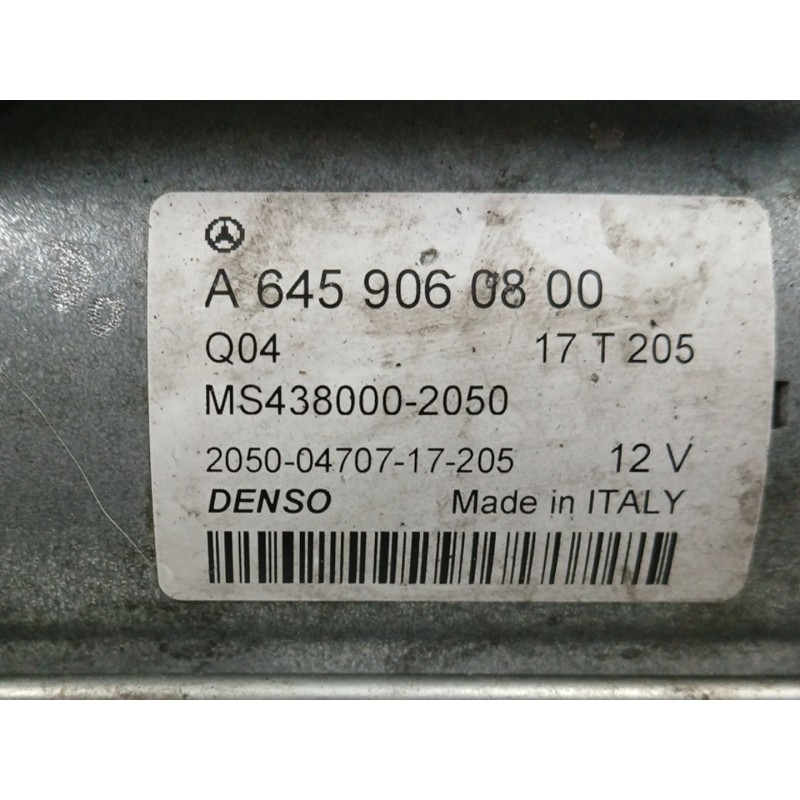 A 645 906 08 00
Q04 17 T 205
MS438000-2050
2050-04707-17-205 12 V
DENSO Made in ITALY